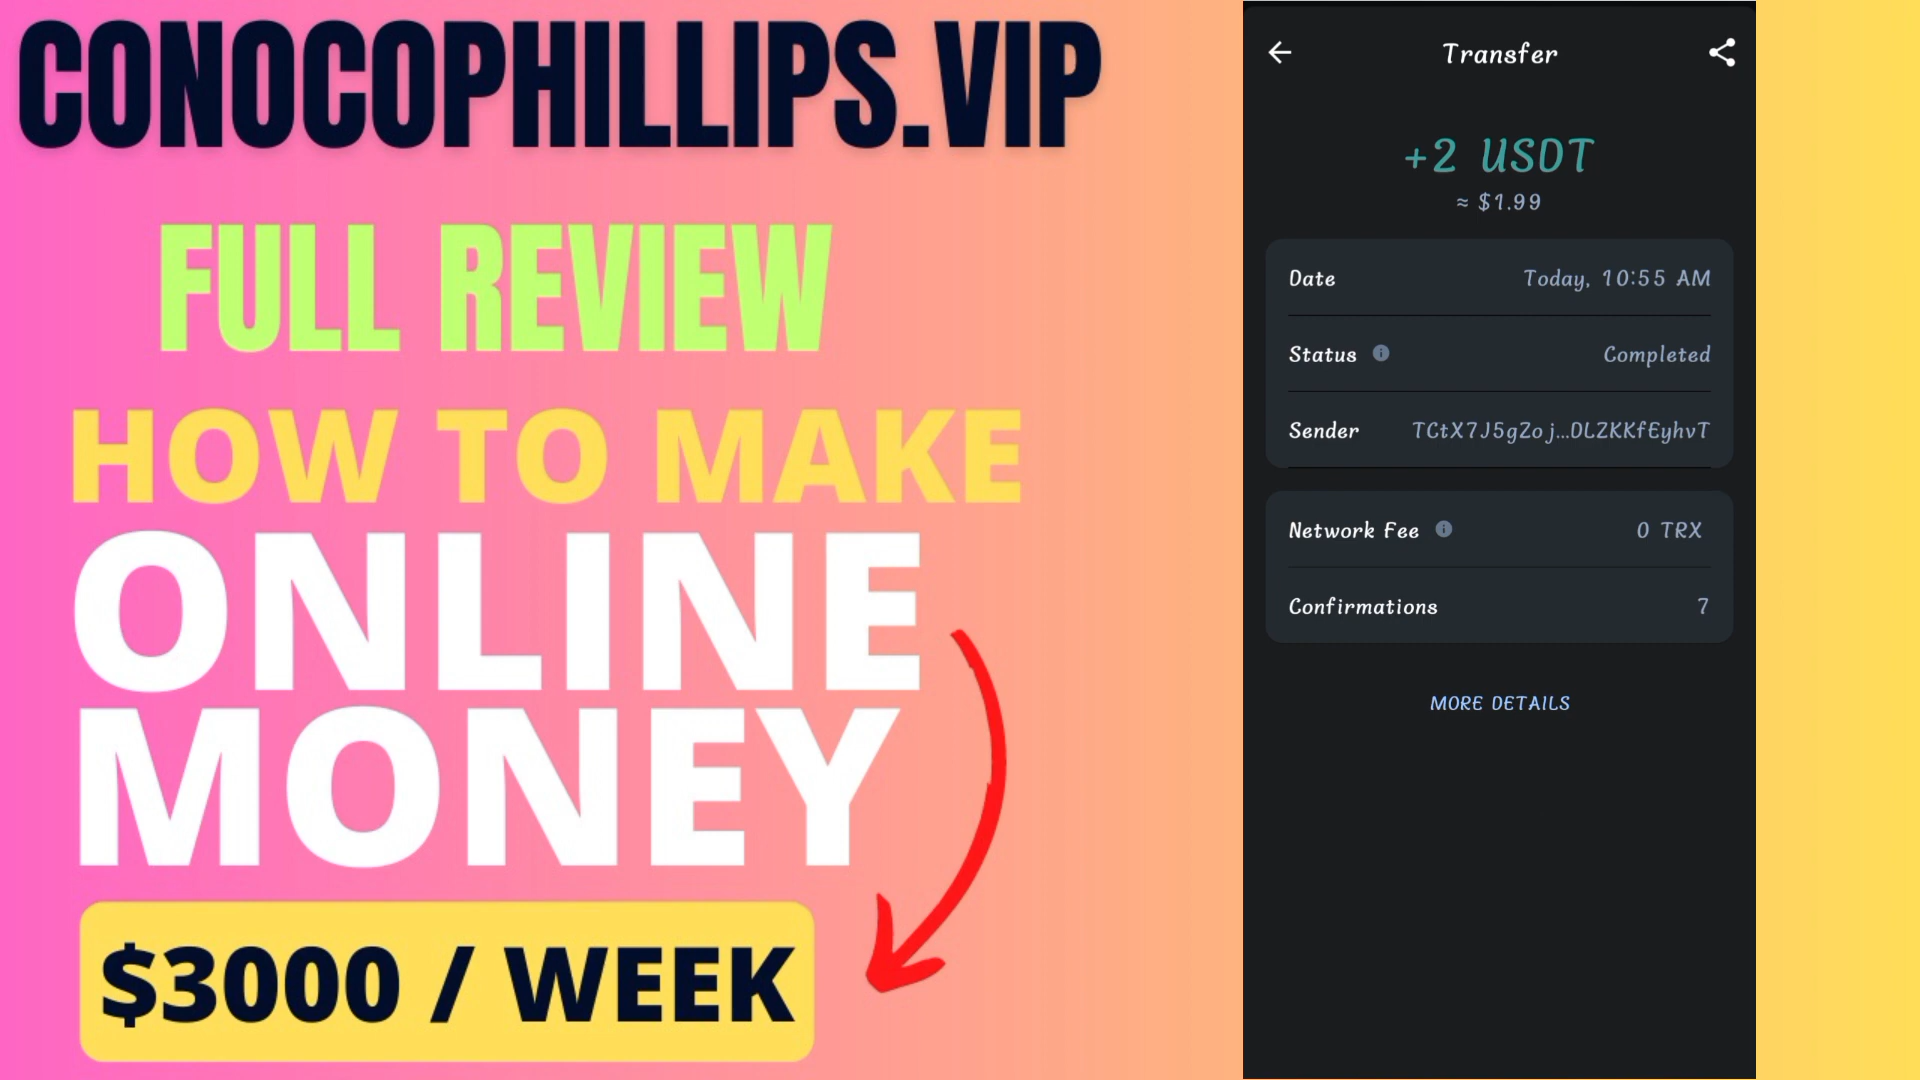 CONOCOPHILLIPS.VIP
FULL REVIEW
HOW TO MAKE
ONLINE
MONEY
$3000 / WEEK
Transfer
+2 USDT
≈ $1.99
Date Today, 10:55 AM
Status Completed
Sender TCtX7J5gZoj...DLZKKfEyhvT
Network Fee 0 TRX
Confirmations 7
MORE DETAILS